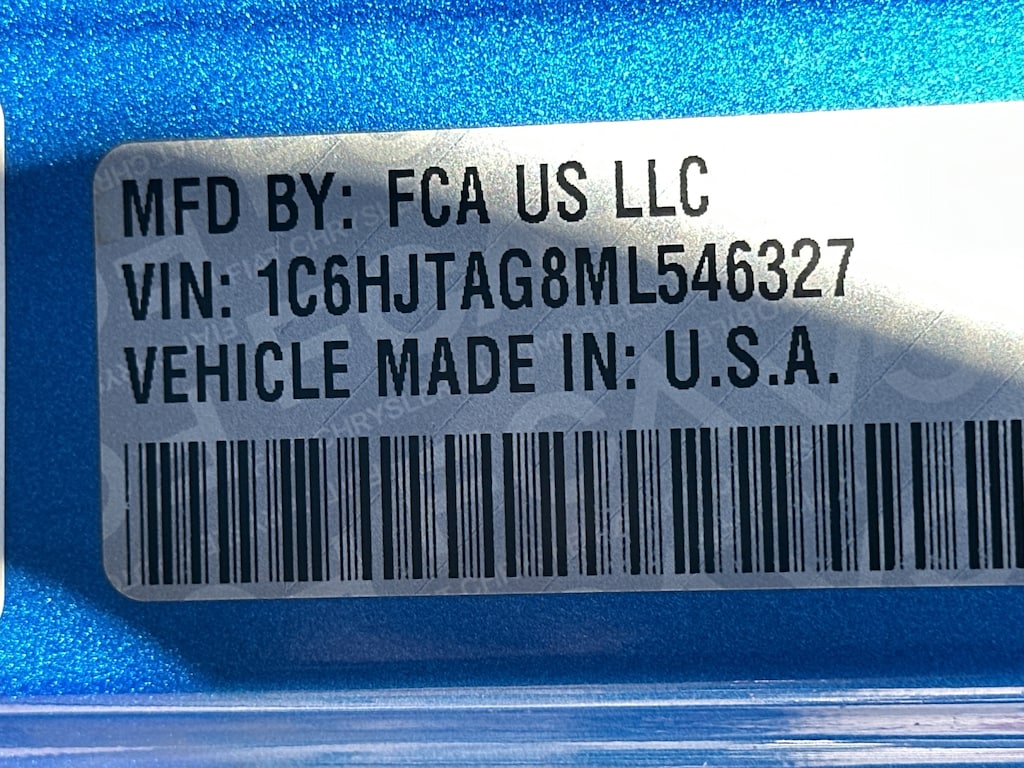 MFD BY: FCA US LLC
VIN: 1C6HJTAG8ML546327
VEHICLE MADE IN: U.S.A.